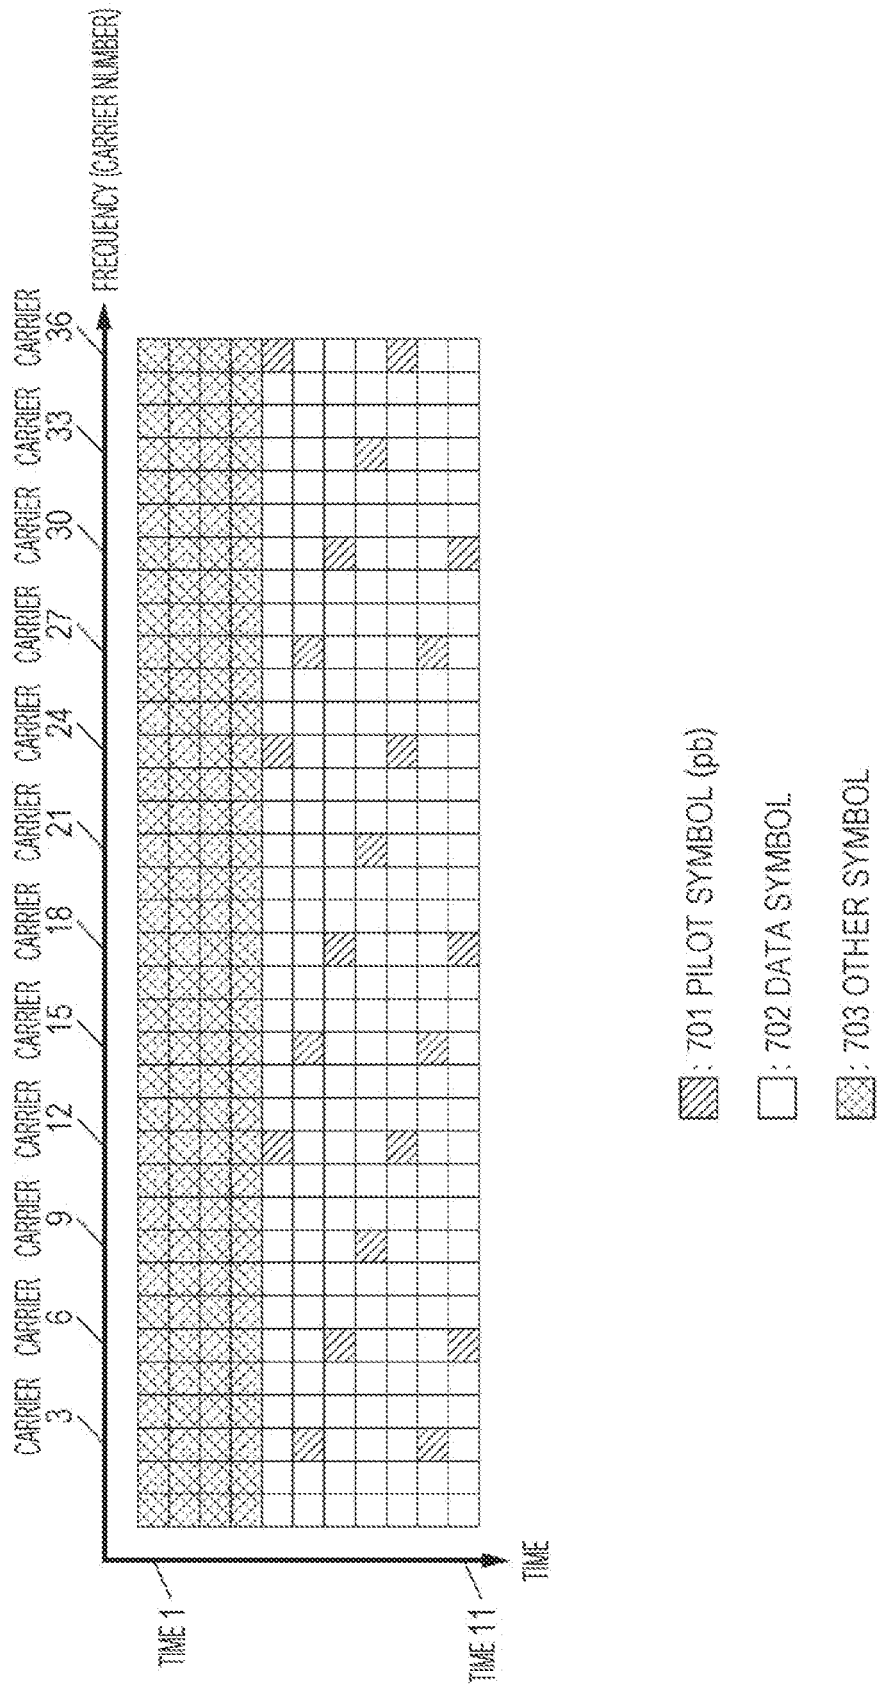 CARRIER 3
CARRIER 6
CARRIER 9
CARRIER 12
CARRIER 15
CARRIER 18
CARRIER 21
CARRIER 24
CARRIER 27
CARRIER 30
CARRIER 33
CARRIER 36
FREQUENCY (CARRIER NUMBER)
TIME 1
TIME 11
TIME
: 701 PILOT SYMBOL (pb)
: 702 DATA SYMBOL
: 703 OTHER SYMBOL